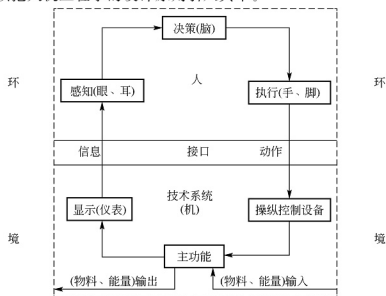 决策(脑)
环
感知(眼、耳)
人
执行(手、脚)
环
信息
接口
动作
技术系统
(机)
显示(仪表)
操纵控制设备
境
主功能
境
(物料、能量)输出
(物料、能量)输入